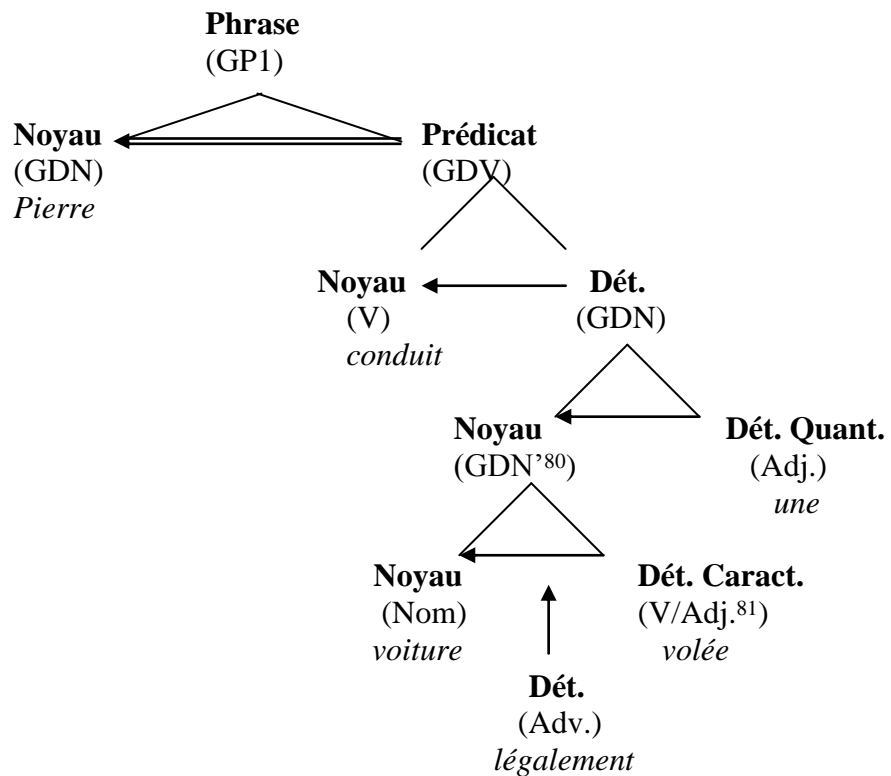 Phrase
(GP1)
Noyau
(GDN)
Pierre
Prédicat
(GDV)
Noyau
(V)
conduit
Dét.
(GDN)
Noyau
(GDN’80)
Dét. Quant.
(Adj.)
une
Noyau
(Nom)
voiture
Dét. Caract.
(V/Adj.81)
volée
Dét.
(Adv.)
légalement